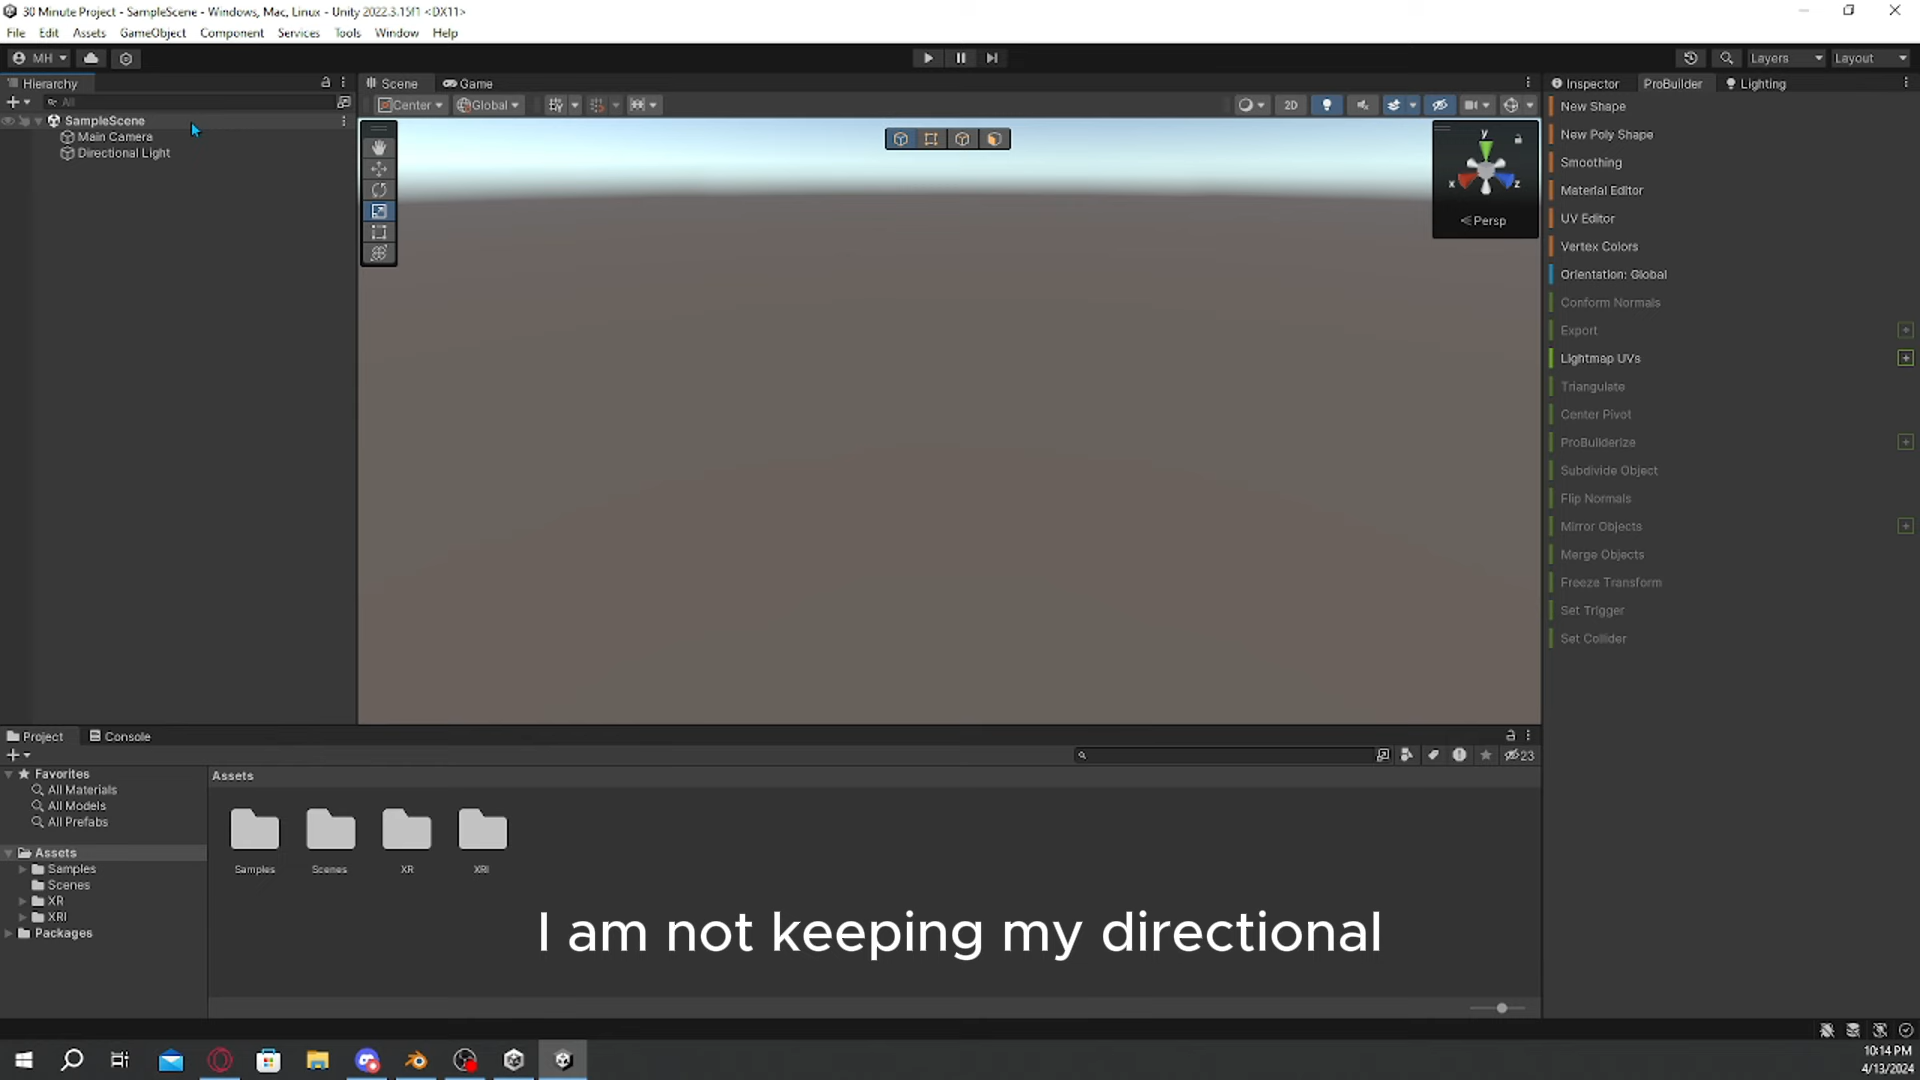 30 Minute Project - SampleScene - Windows, Mac, Linux - Unity 2022.3.15f1 <DX11>
File Edit Assets GameObject Component Services Tools Window Help
MH
Layers Layout
Hierarchy
All
SampleScene
Main Camera
Directional Light
Scene Game
Center Global 2D
y
x z
Persp
Inspector ProBuilder Lighting
New Shape
New Poly Shape
Smoothing
Material Editor
UV Editor
Vertex Colors
Orientation: Global
Conform Normals
Export
Lightmap UVs
Triangulate
Center Pivot
ProBuilderize
Subdivide Object
Flip Normals
Mirror Objects
Merge Objects
Freeze Transform
Set Trigger
Set Collider
Project Console
23
Favorites
All Materials
All Models
All Prefabs
Assets
Samples
Scenes
XR
XRI
Packages
Assets
Samples Scenes XR XRI
I am not keeping my directional
10:14 PM
4/13/2024